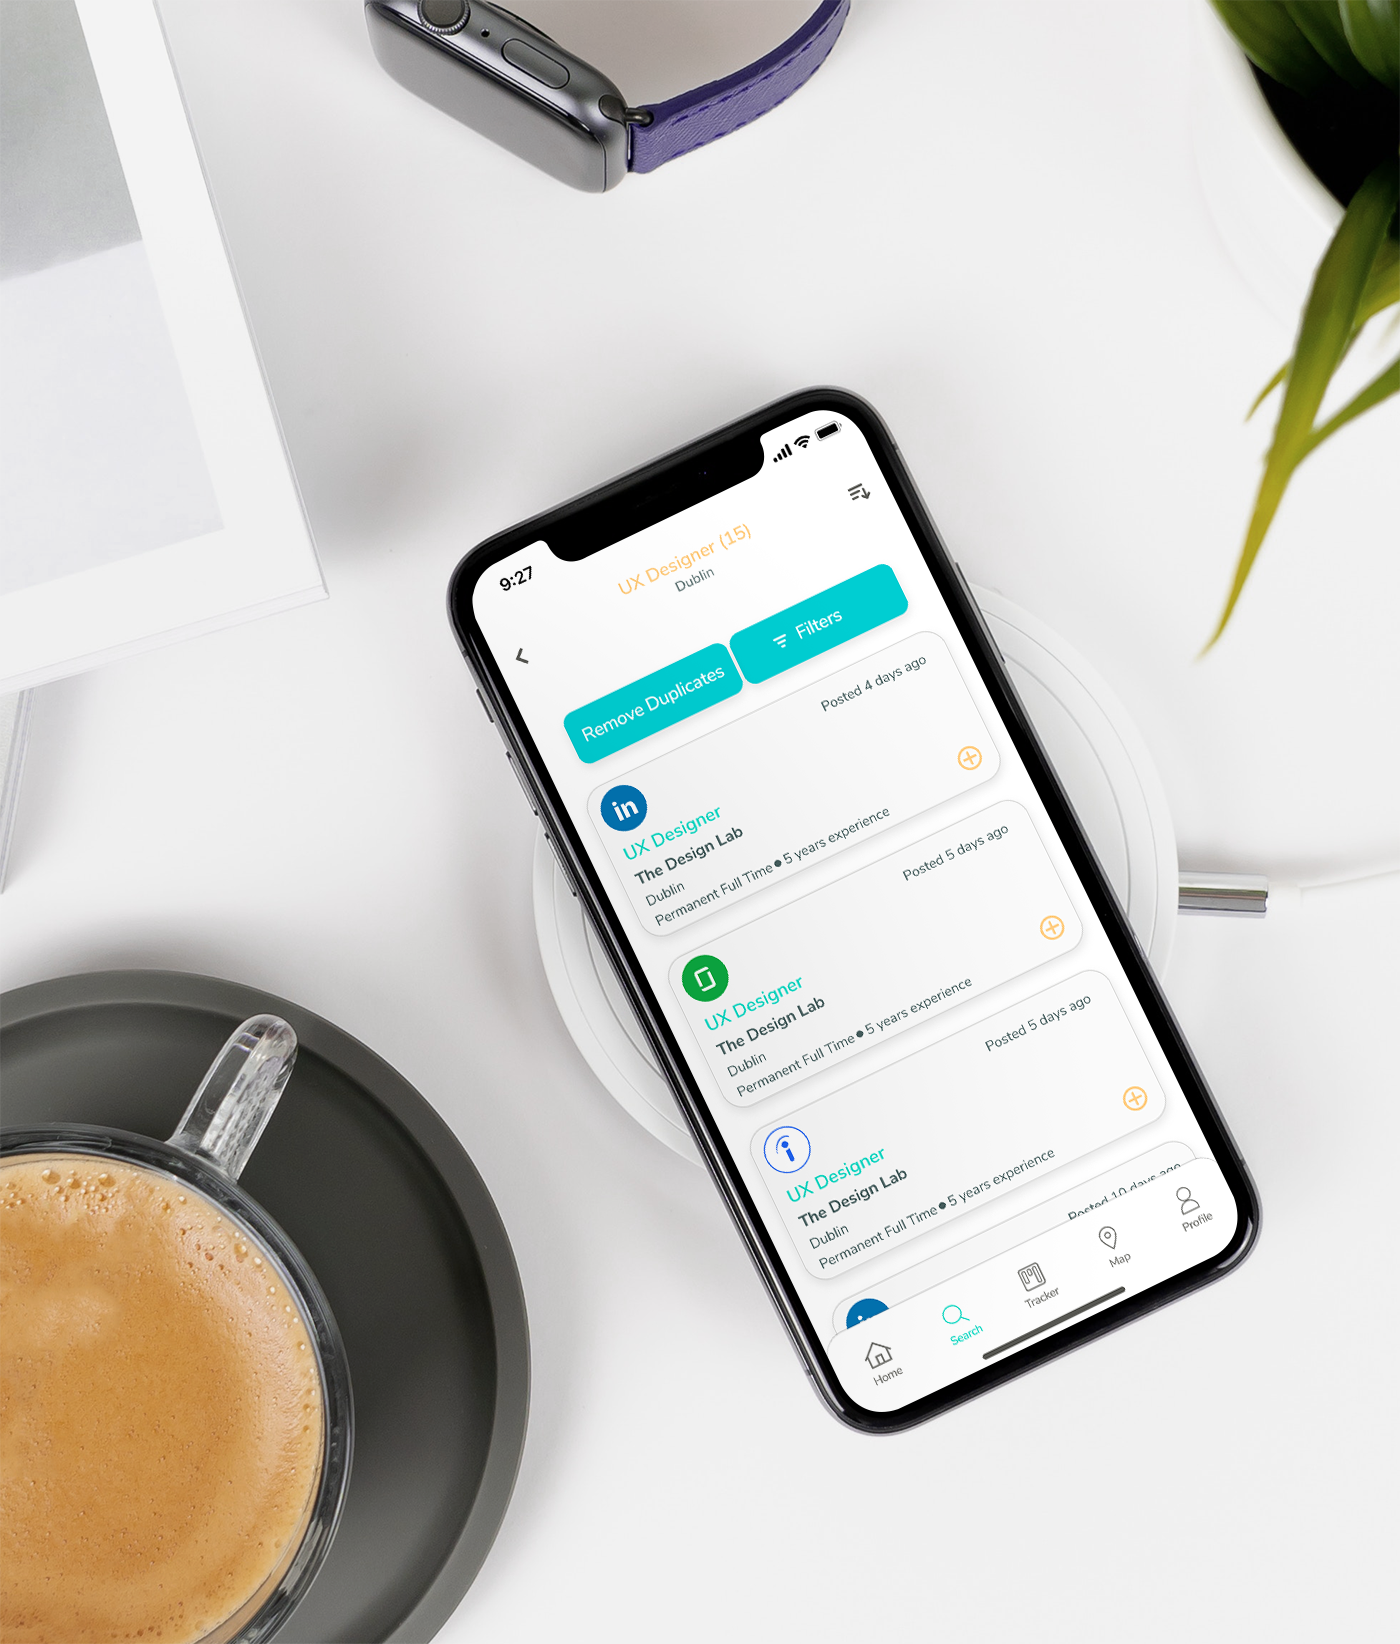 9:27
UX Designer (15)
Dublin
Remove Duplicates
Filters
Posted 4 days ago
in
UX Designer
The Design Lab
Dublin
Permanent Full Time • 5 years experience
Posted 5 days ago
UX Designer
The Design Lab
Dublin
Permanent Full Time • 5 years experience
Posted 5 days ago
UX Designer
The Design Lab
Dublin
Permanent Full Time • 5 years experience
Posted 10 days ago
Home
Search
Tracker
Map
Profile